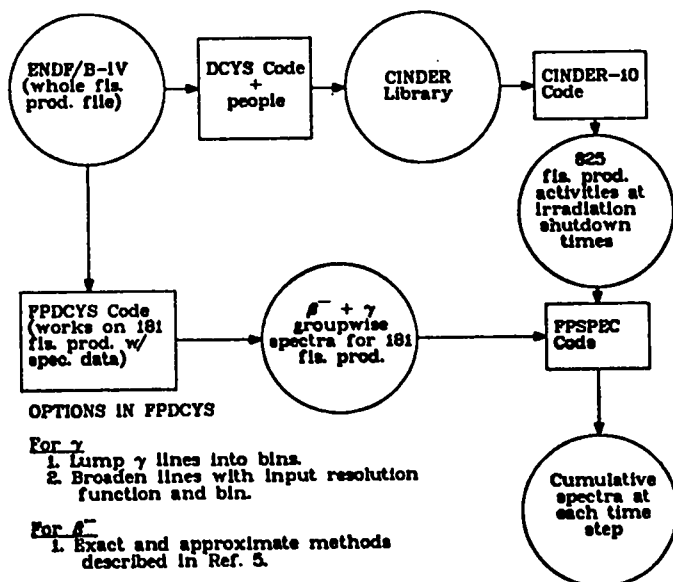 ENDF/B-IV
(whole fis.
prod. file)
DCYS Code
+
people
CINDER
Library
CINDER-10
Code
825
fis. prod.
activities at
irradiation
shutdown
times
FPDCYS Code
(works on 181
fis. prod. w/
spec. data)
β⁻ + γ
groupwise
spectra for 181
fis. prod.
FPSPEC
Code
Cumulative
spectra at
each time
step
OPTIONS IN FPDCYS
For γ
1. Lump γ lines into bins.
2. Broaden lines with input resolution
function and bin.
For β⁻
1. Exact and approximate methods
described in Ref. 5.